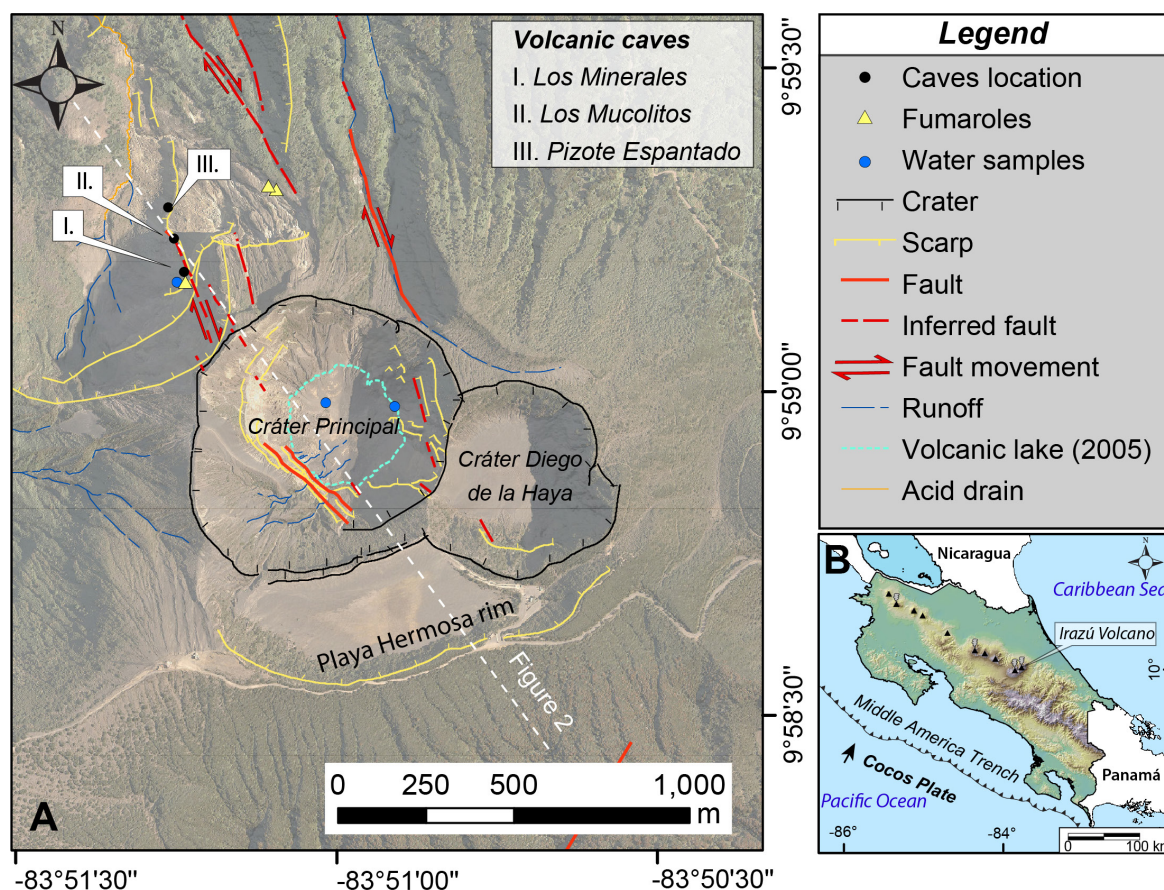 N
Volcanic caves
I. Los Minerales
II. Los Mucolitos
III. Pizote Espantado
III.
II.
I.
Cráter Principal
Cráter Diego
de la Haya
Playa Hermosa rim
Figure 2
0 250 500 1,000
m
A
-83°51'30"
-83°51'00"
-83°50'30"
9°59'30"
9°59'00"
9°58'30"
Legend
Caves location
Fumaroles
Water samples
Crater
Scarp
Fault
Inferred fault
Fault movement
Runoff
Volcanic lake (2005)
Acid drain
B
Nicaragua
N
Caribbean Sea
Irazú Volcano
10°
Middle America Trench
Cocos Plate
Panamá
Pacific Ocean
-86°
-84°
0 100 km